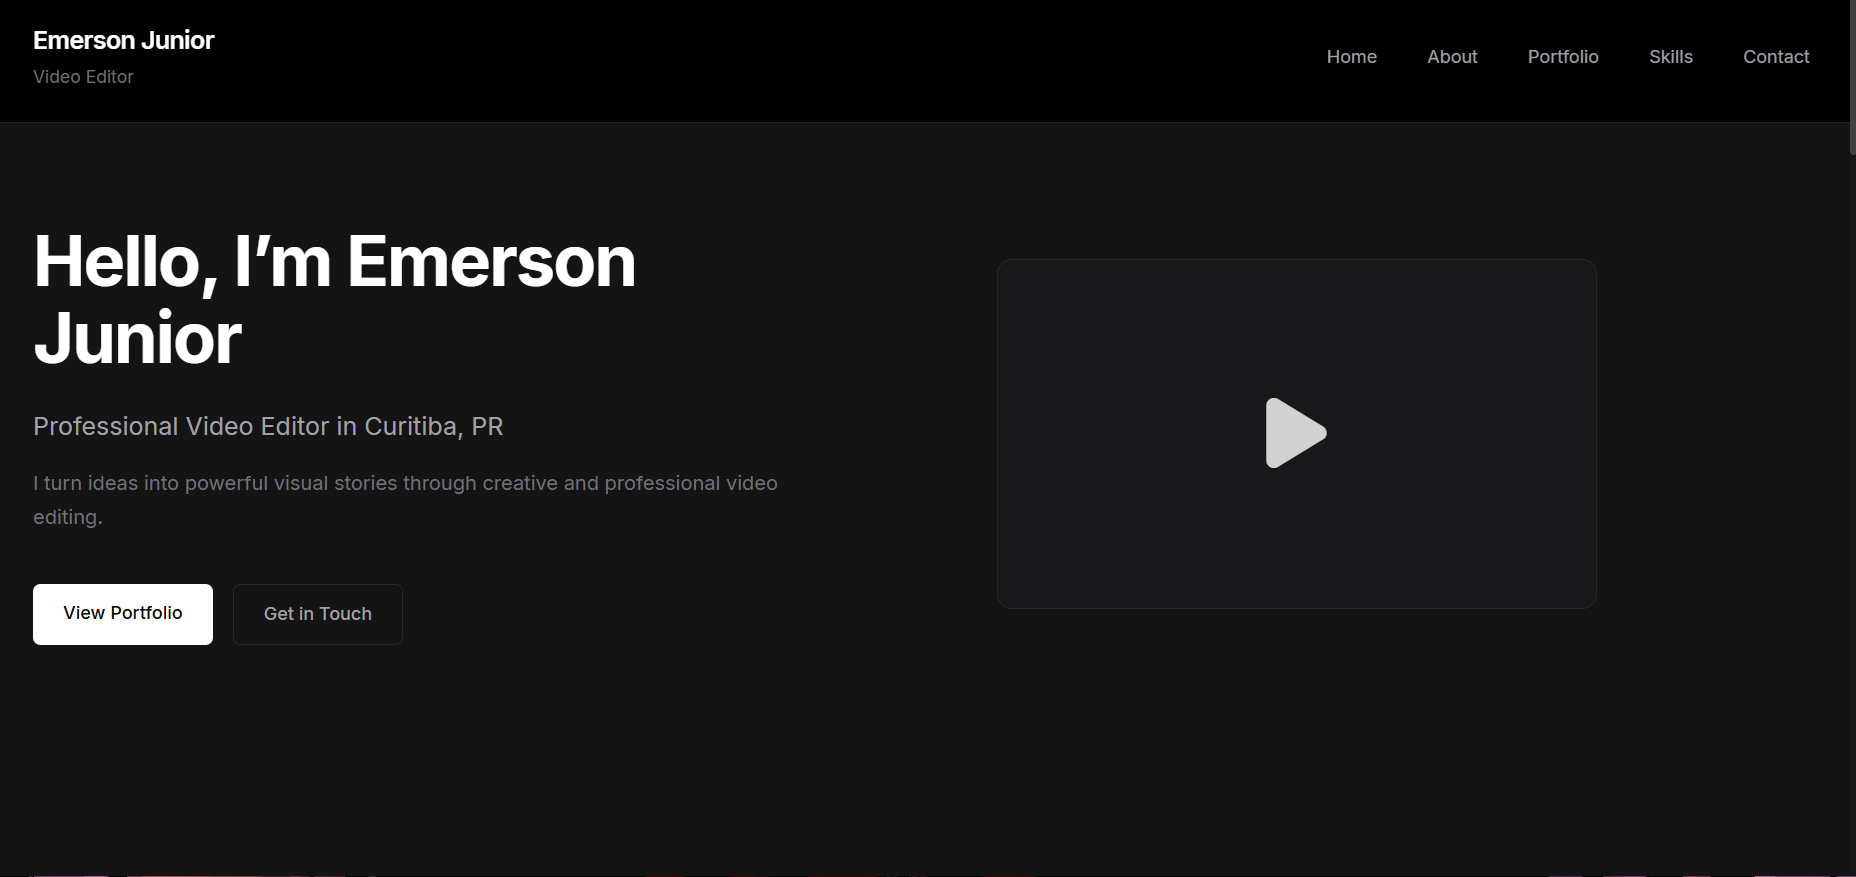 Emerson Junior
Video Editor
Home
About
Portfolio
Skills
Contact
Hello, I’m Emerson
Junior
Professional Video Editor in Curitiba, PR
I turn ideas into powerful visual stories through creative and professional video
editing.
View Portfolio
Get in Touch